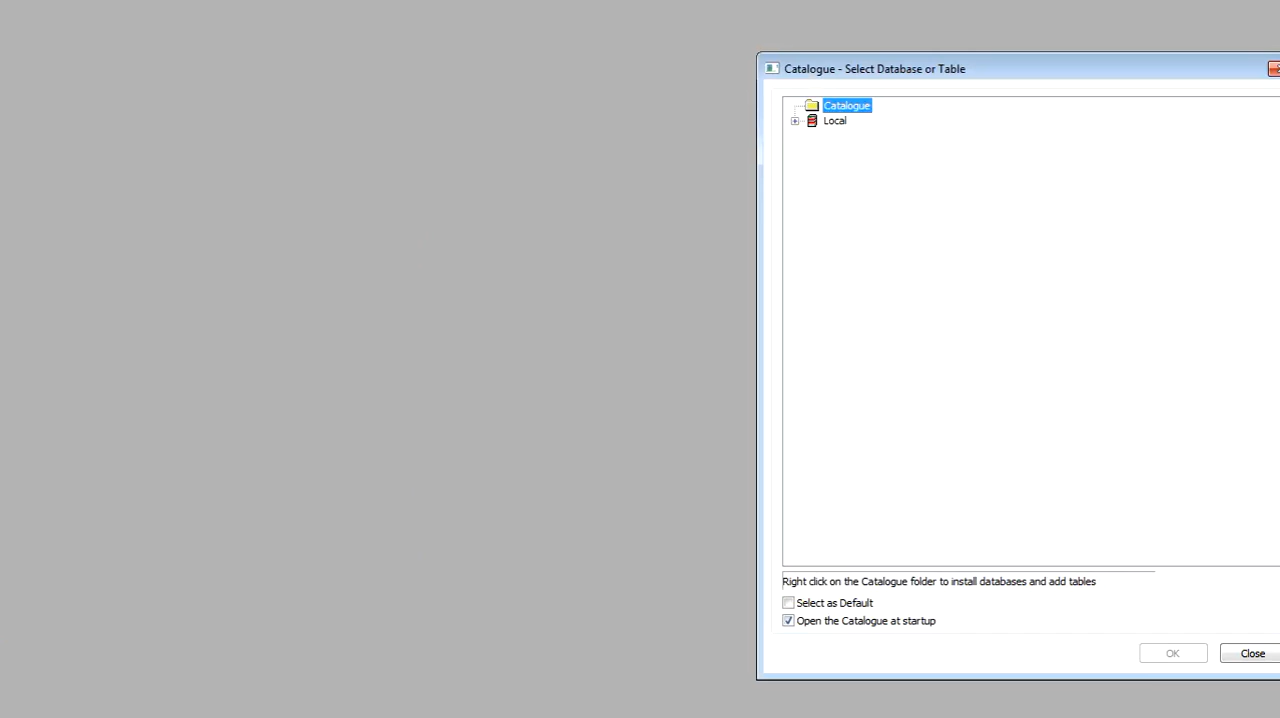 Catalogue - Select Database or Table
Catalogue
Local
Right click on the Catalogue folder to install databases and add tables
Select as Default
Open the Catalogue at startup
OK
Close